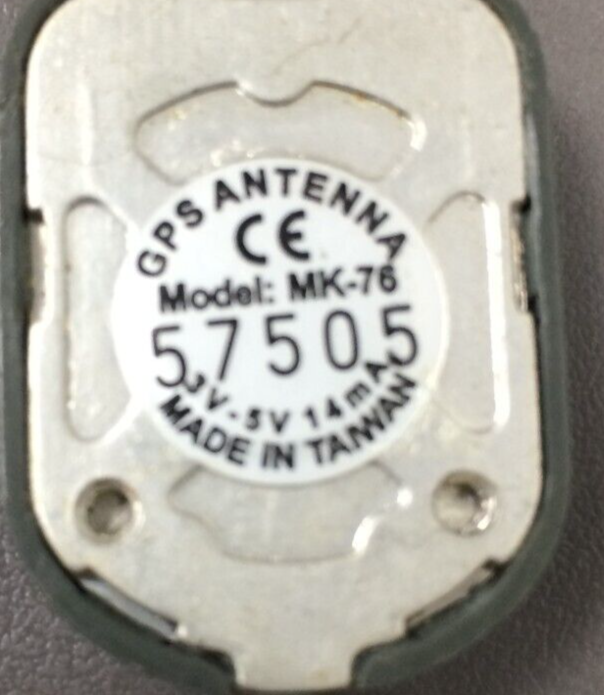 GPS ANTENNA
CE
Model: MK-76
57505
3V-5V 14mA
MADE IN TAIWAN